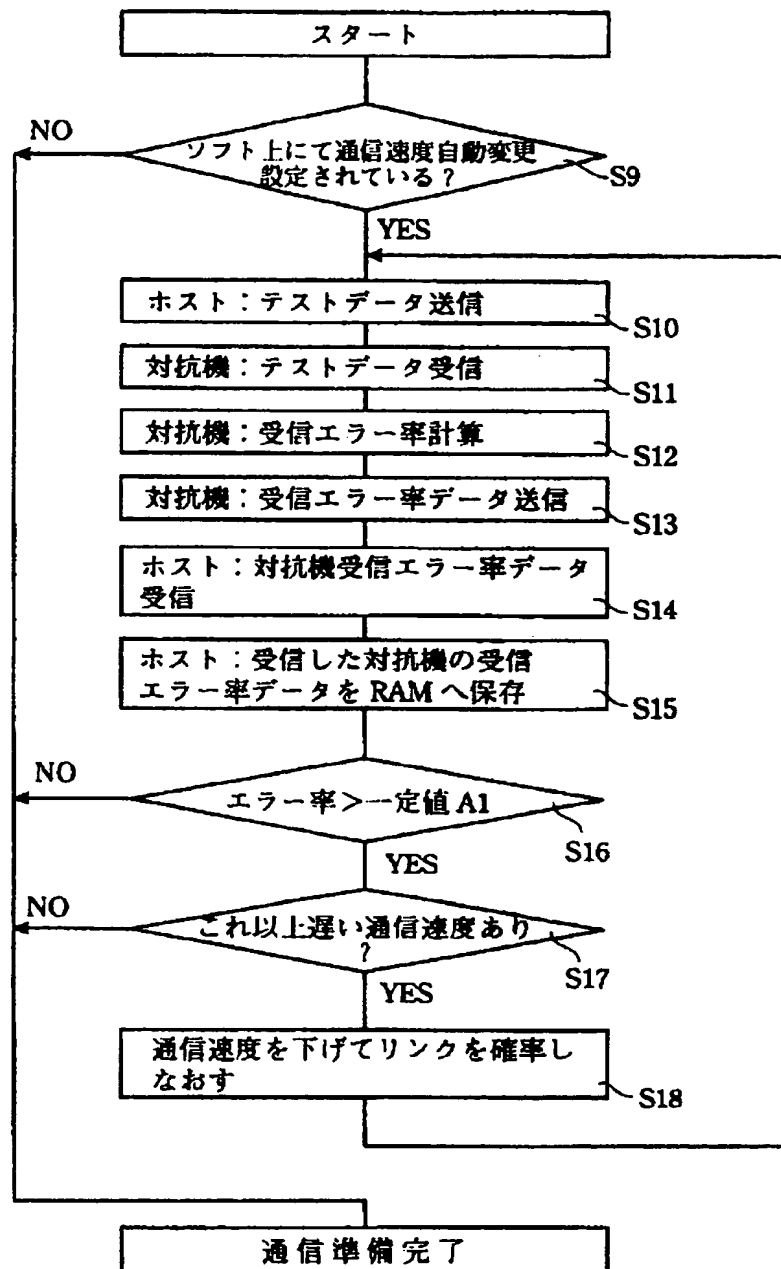 スタート
NO
ソフト上にて通信速度自動変更
設定されている？
S9
YES
ホスト：テストデータ送信
S10
対抗機：テストデータ受信
S11
対抗機：受信エラー率計算
S12
対抗機：受信エラー率データ送信
S13
ホスト：対抗機受信エラー率データ
受信
S14
ホスト：受信した対抗機の受信
エラー率データをRAMへ保存
S15
NO
エラー率＞一定値A1
S16
YES
NO
これ以上遅い通信速度あり
？
S17
YES
通信速度を下げてリンクを確率し
なおす
S18
通信準備完了